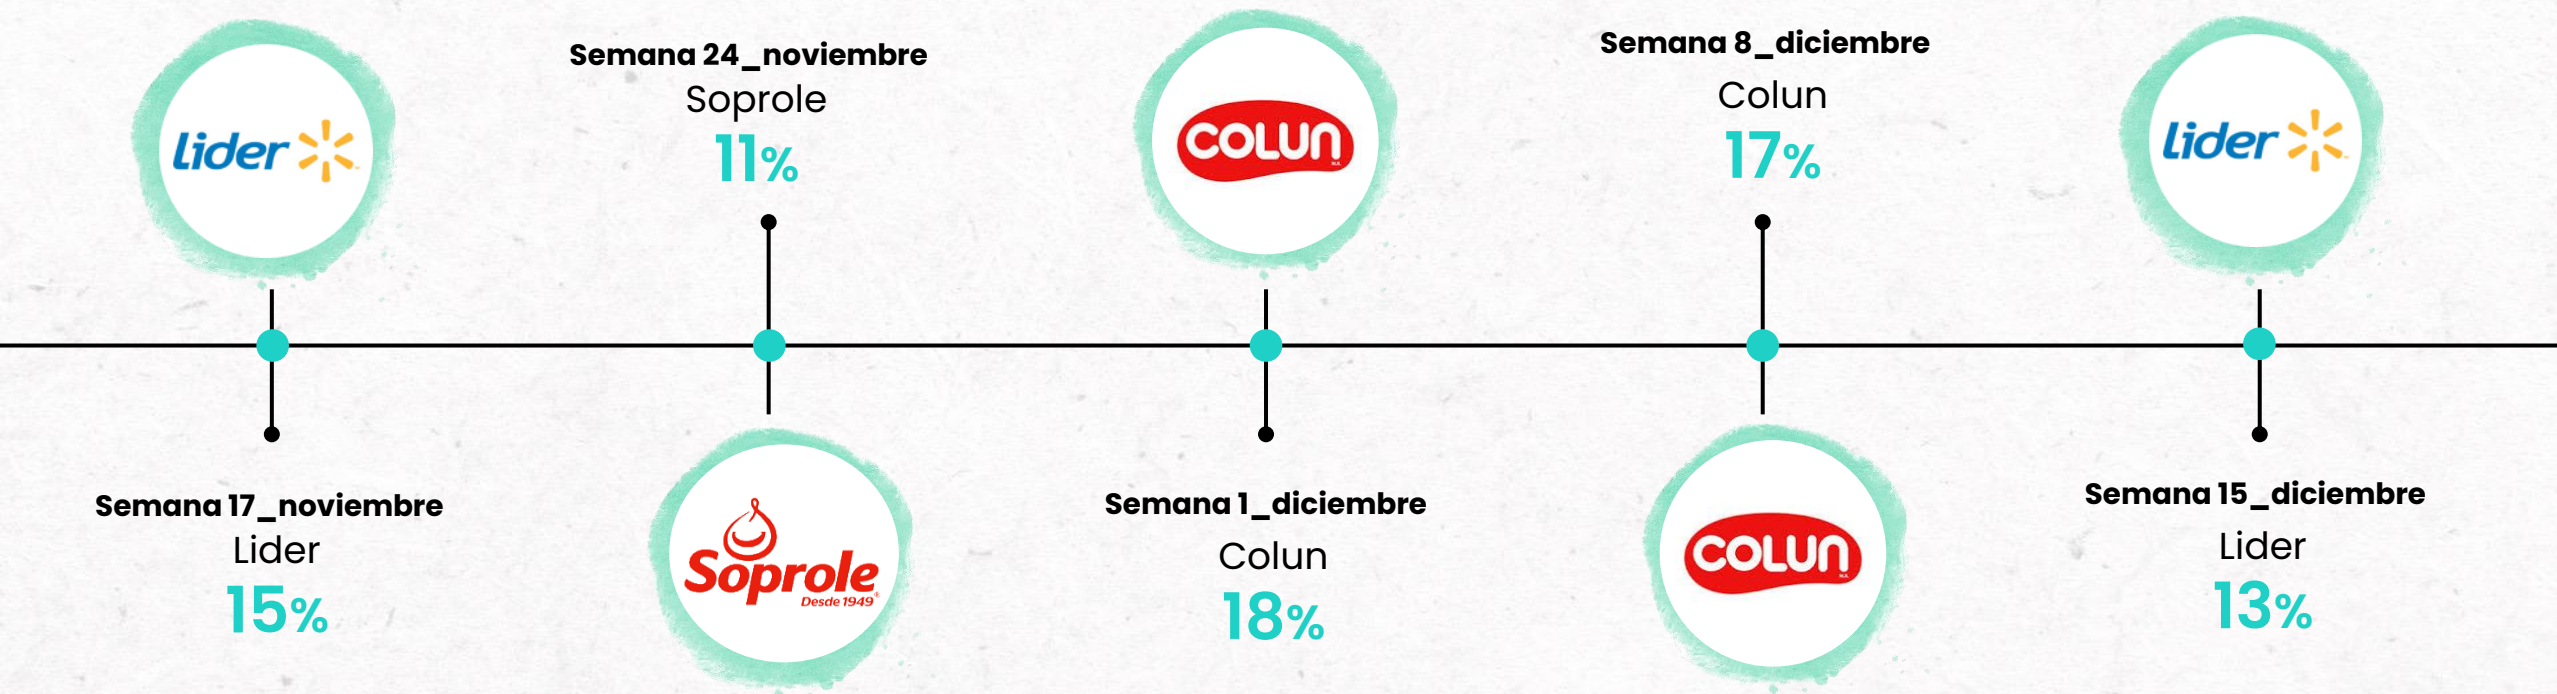 Lider
Semana 17_noviembre
Lider
15%
Semana 24_noviembre
Soprole
11%
Soprole
Desde 1949
COLUN
Semana 1_diciembre
Colun
18%
Semana 8_diciembre
Colun
17%
COLUN
Lider
Semana 15_diciembre
Lider
13%